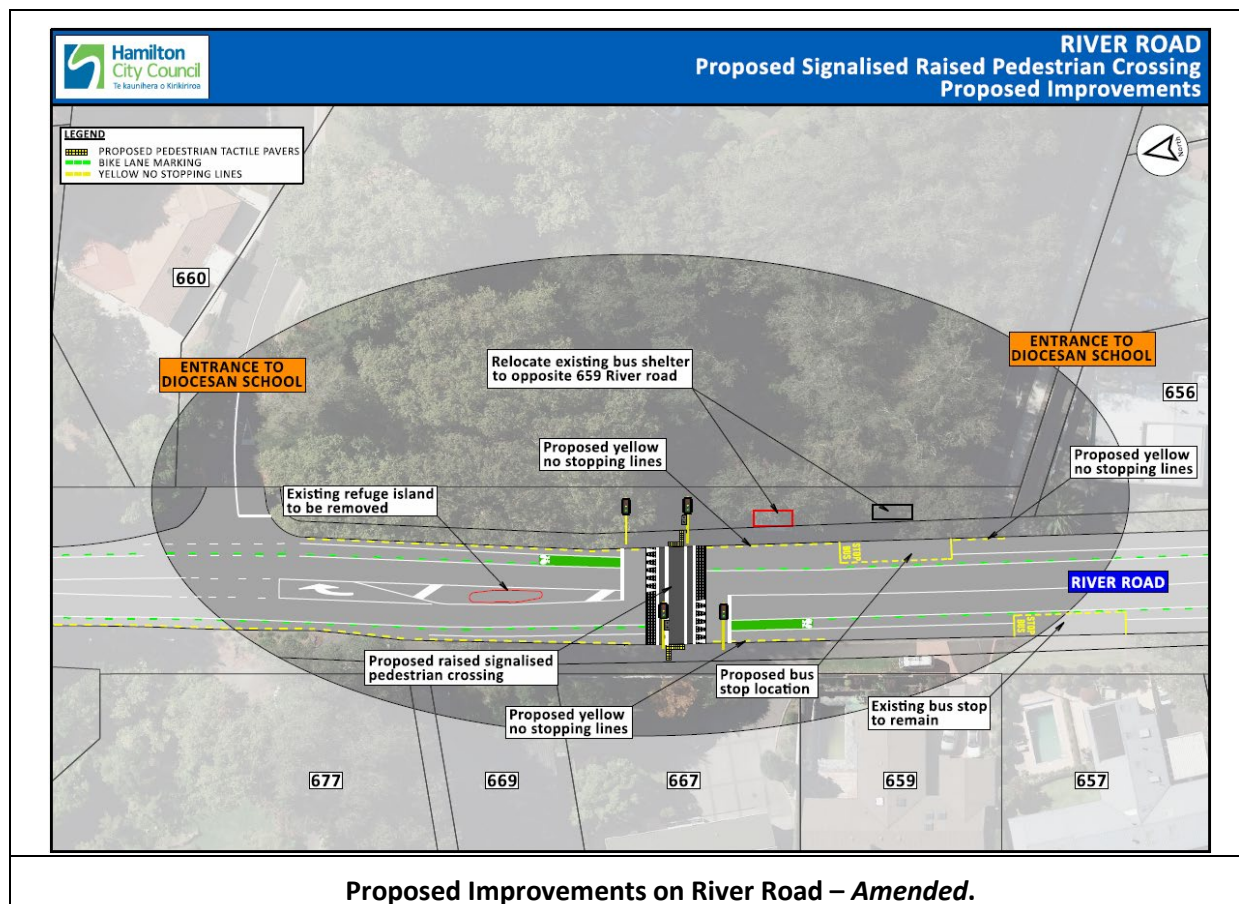 Hamilton
City Council
Te kaunihera o Kirikiriroa
RIVER ROAD
Proposed Signalised Raised Pedestrian Crossing
Proposed Improvements
LEGEND
PROPOSED PEDESTRIAN TACTILE PAVERS
BIKE LANE MARKING
YELLOW NO STOPPING LINES
North
660
ENTRANCE TO
DIOCESAN SCHOOL
ENTRANCE TO
DIOCESAN SCHOOL
656
Relocate existing bus shelter
to opposite 659 River road
Proposed yellow
no stopping lines
Proposed yellow
no stopping lines
Existing refuge island
to be removed
STOP
BUS
RIVER ROAD
STOP
BUS
Proposed raised signalised
pedestrian crossing
Proposed bus
stop location
Proposed yellow
no stopping lines
Existing bus stop
to remain
677
669
667
659
657
Proposed Improvements on River Road – Amended.